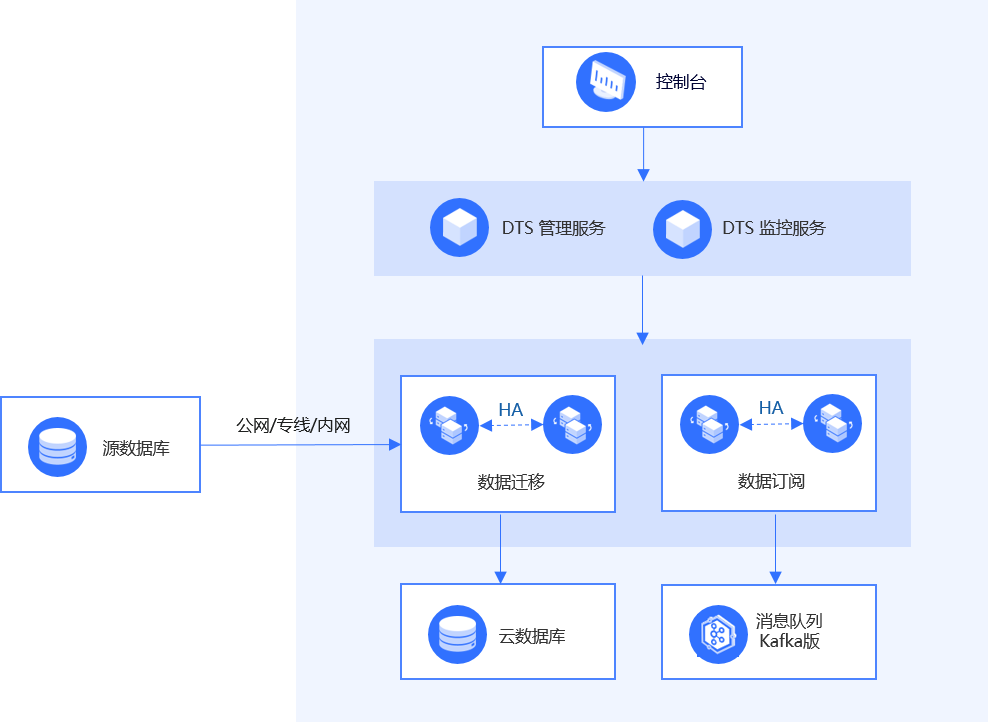 控制台
DTS 管理服务
DTS 监控服务
公网/专线/内网
源数据库
HA
HA
数据迁移
数据订阅
云数据库
消息队列
Kafka版